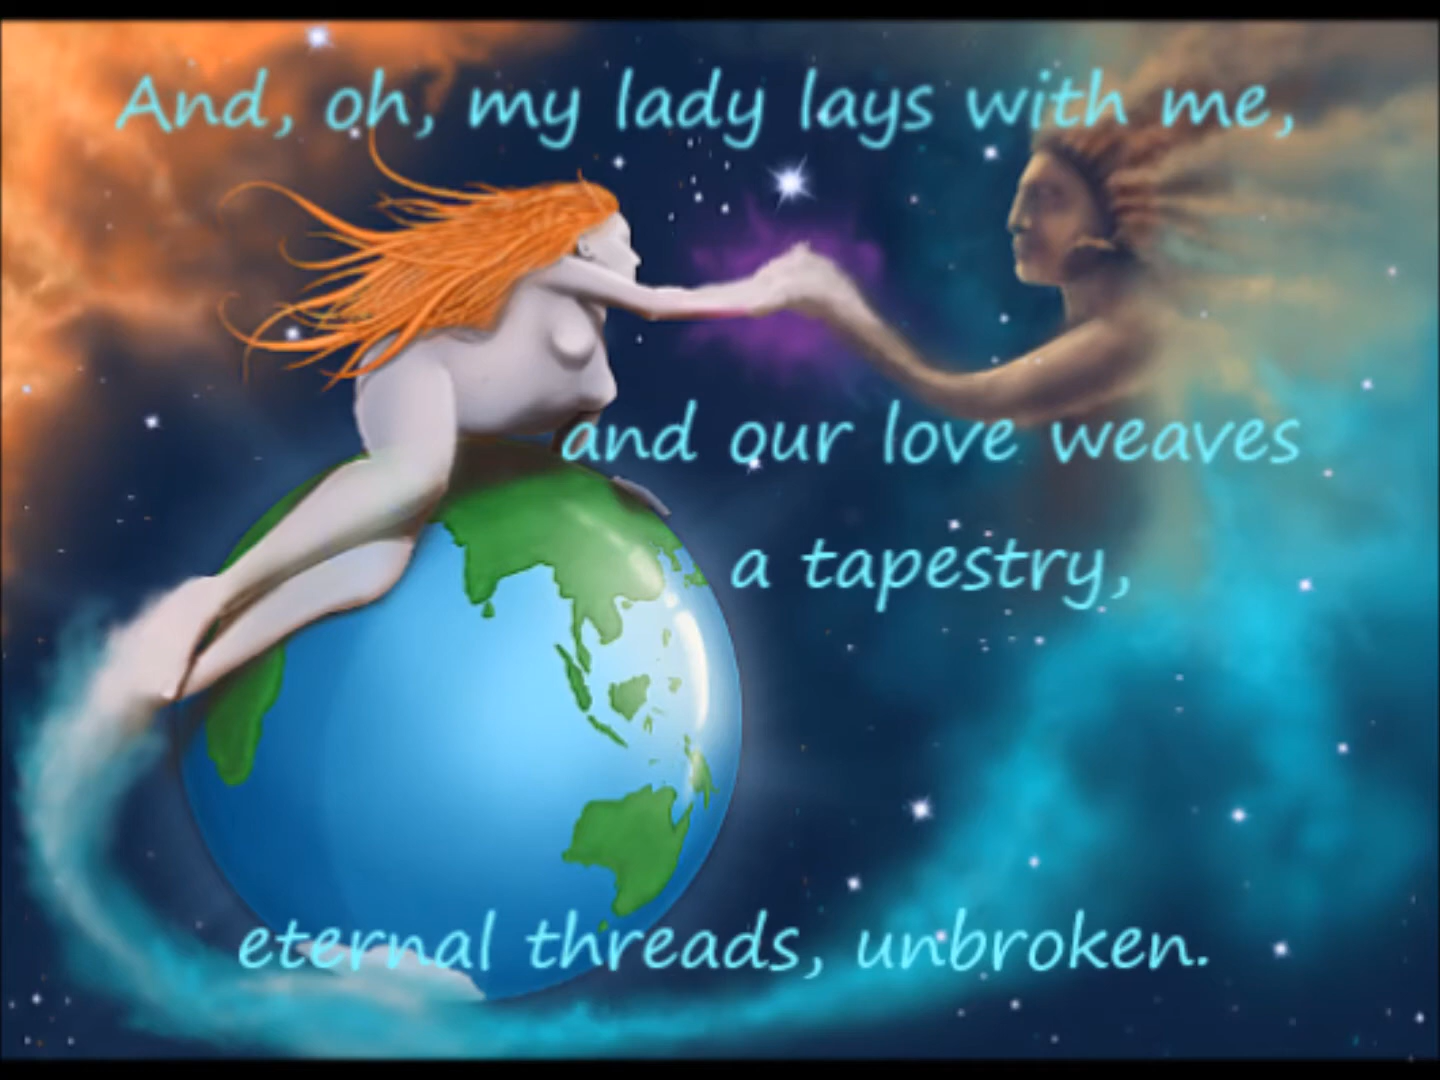 And, oh, my lady lays with me,
and our love weaves
a tapestry,
eternal threads, unbroken.